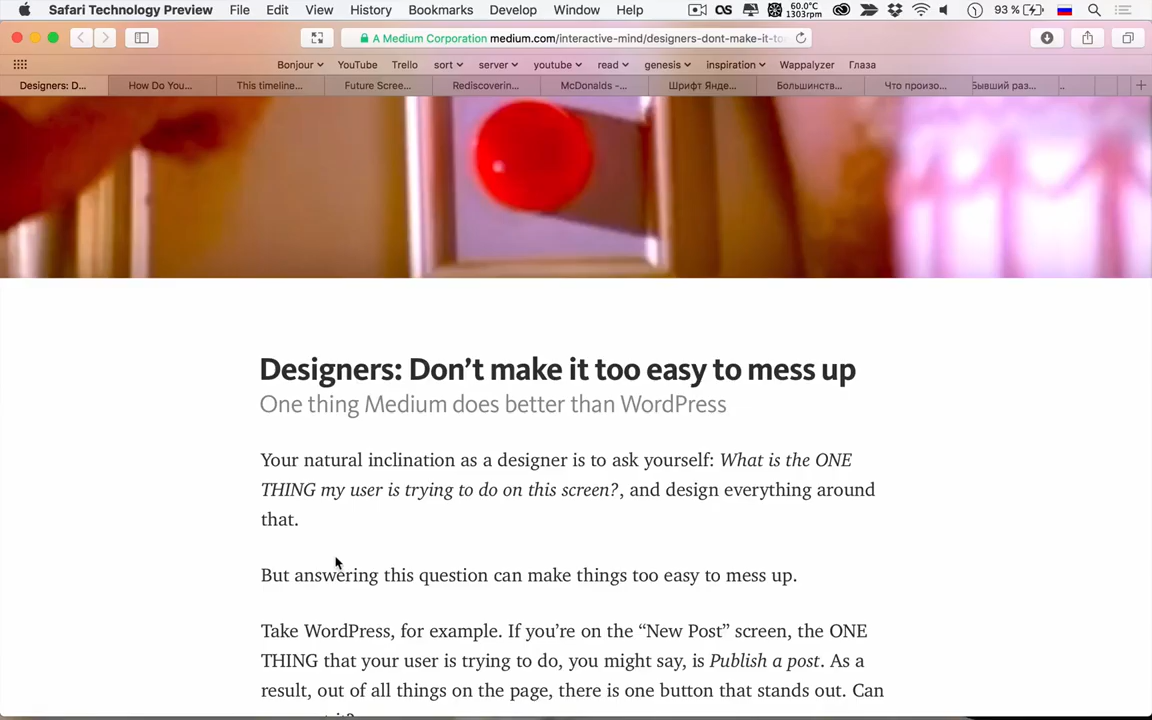 Safari Technology Preview File Edit View History Bookmarks Develop Window Help 60.0°C 1303rpm 93 %
A Medium Corporation medium.com/interactive-mind/designers-dont-make-it-to
Bonjour YouTube Trello sort server youtube read genesis inspiration Wappalyzer Глаза
Designers: D... How Do You... This timeline... Future Scree... Rediscoverin... McDonalds -... Шрифт Янде... Большинств... Что произо... Бывший раз...
Designers: Don’t make it too easy to mess up
One thing Medium does better than WordPress
Your natural inclination as a designer is to ask yourself: What is the ONE
THING my user is trying to do on this screen?, and design everything around
that.
But answering this question can make things too easy to mess up.
Take WordPress, for example. If you’re on the “New Post” screen, the ONE
THING that your user is trying to do, you might say, is Publish a post. As a
result, out of all things on the page, there is one button that stands out. Can